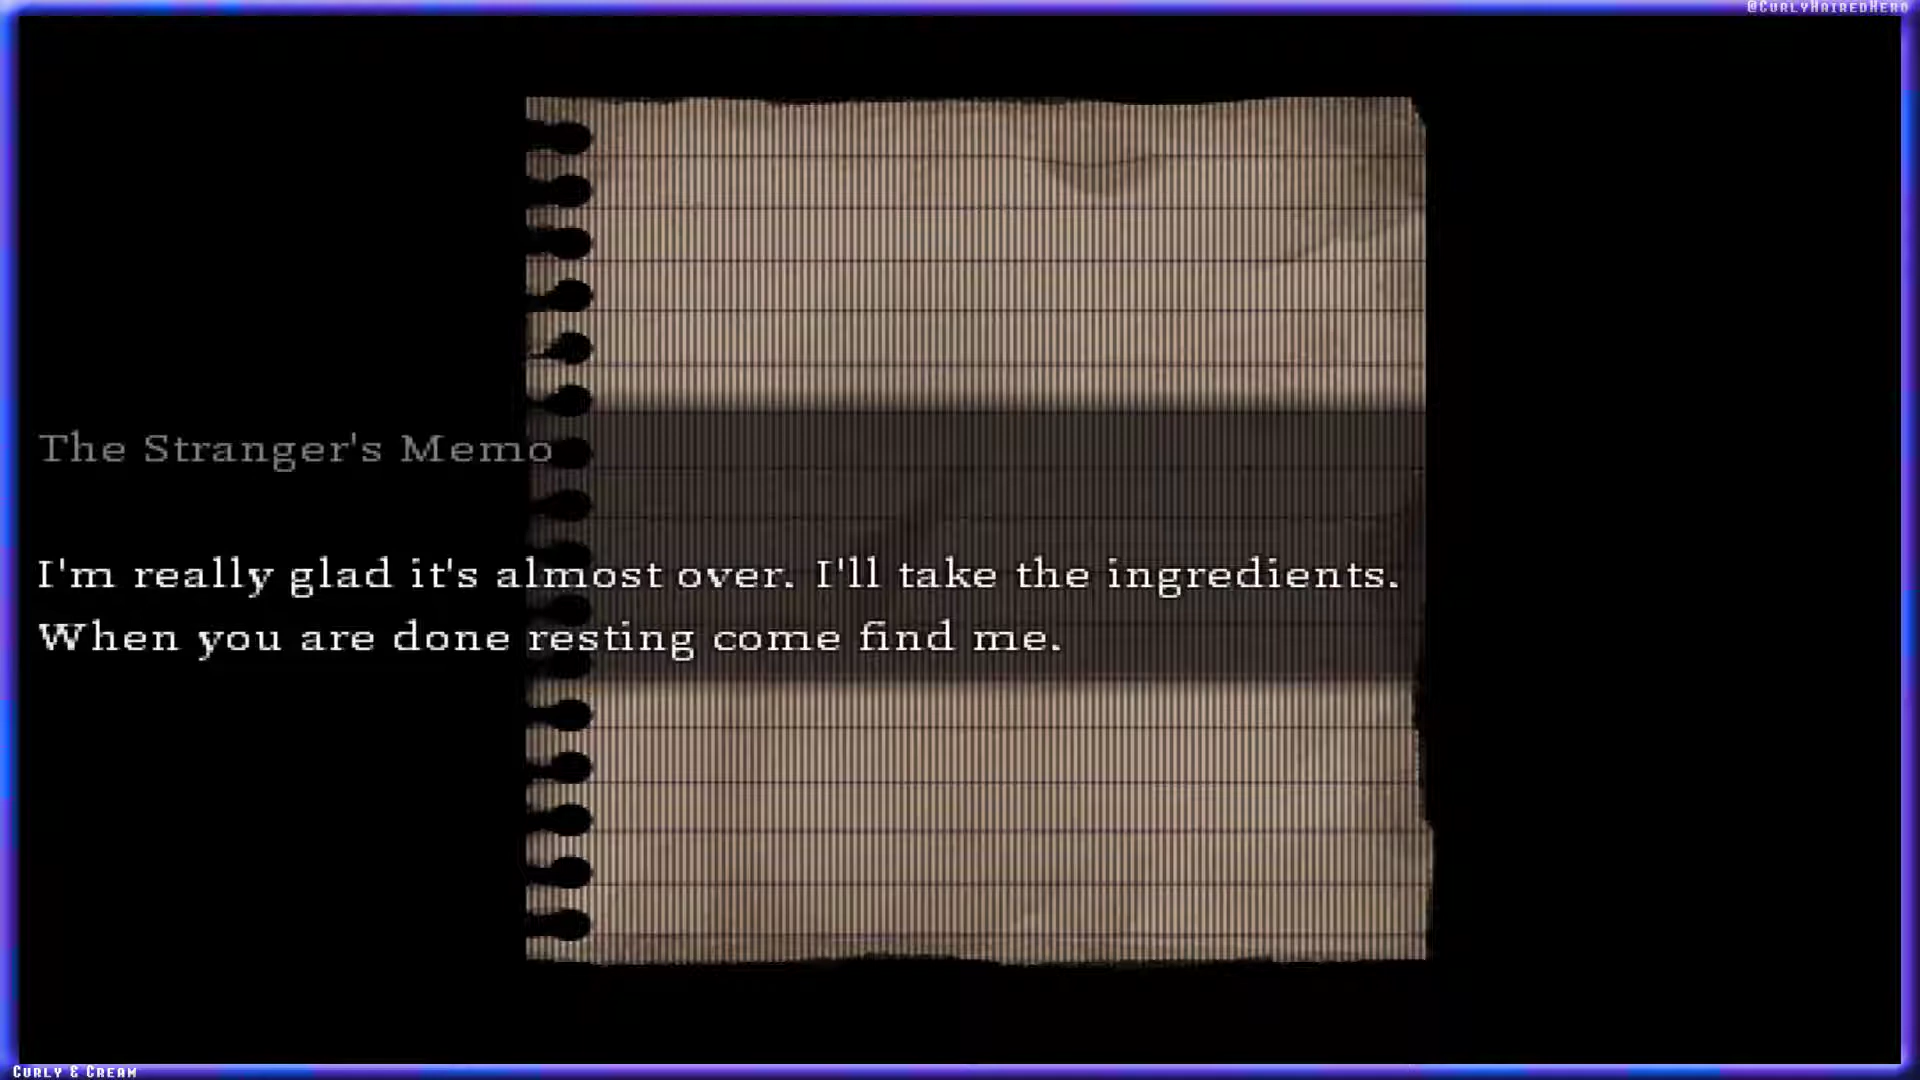 @CurlyHairedHero
The Stranger's Memo
I'm really glad it's almost over. I'll take the ingredients.
When you are done resting come find me.
Curly & Cream